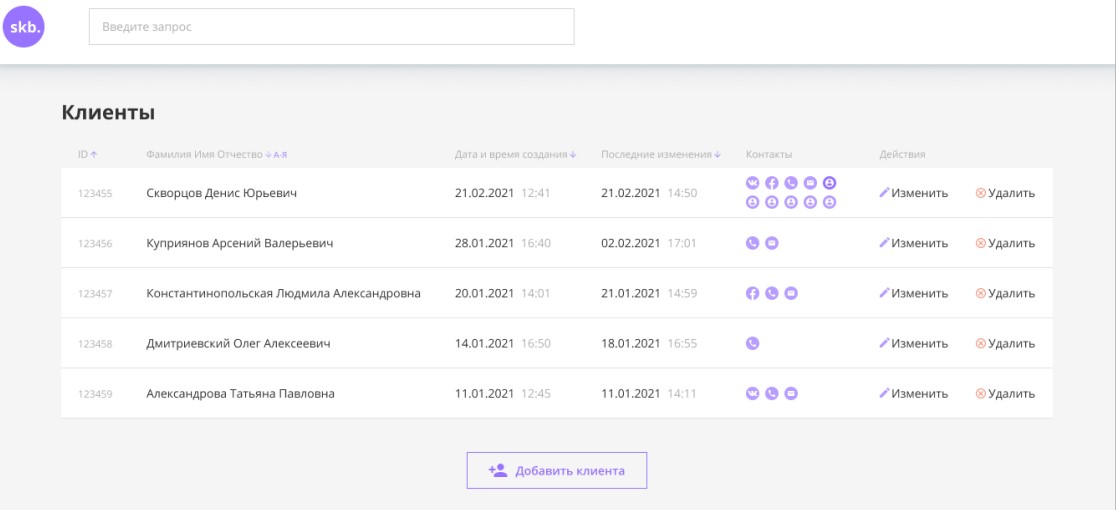 skb.
Введите запрос
Клиенты
ID Фамилия Имя Отчество А-Я Дата и время создания Последние изменения Контакты Действия
123455 Скворцов Денис Юрьевич 21.02.2021 12:41 21.02.2021 14:50 Изменить Удалить
123456 Куприянов Арсений Валерьевич 28.01.2021 16:40 02.02.2021 17:01 Изменить Удалить
123457 Константинопольская Людмила Александровна 20.01.2021 14:01 21.01.2021 14:59 Изменить Удалить
123458 Дмитриевский Олег Алексеевич 14.01.2021 16:50 18.01.2021 16:55 Изменить Удалить
123459 Александрова Татьяна Павловна 11.01.2021 12:45 11.01.2021 14:11 Изменить Удалить
Добавить клиента